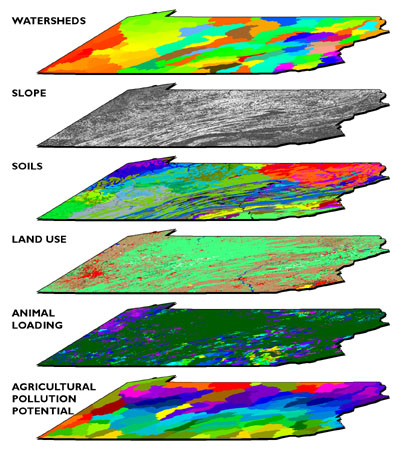 WATERSHEDS
SLOPE
SOILS
LAND USE
ANIMAL
LOADING
AGRICULTURAL
POLLUTION
POTENTIAL